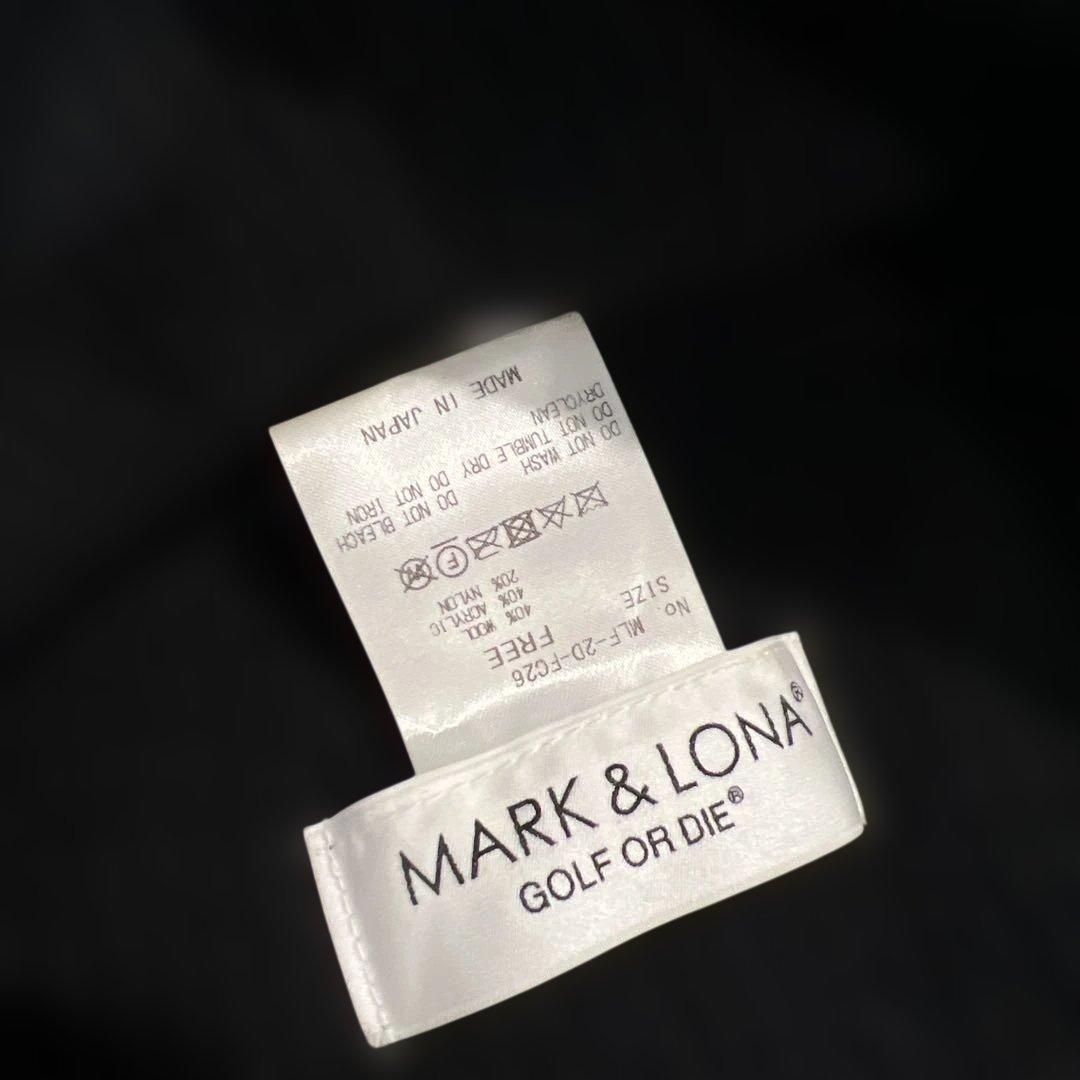 MARK & LONA®
GOLF OR DIE®
No. MLF-2D-FC26
SIZE FREE
40% WOOL
40% ACRYLIC
20% NYLON
F
DO NOT WASH DO NOT BLEACH
DO NOT TUMBLE DRY DO NOT IRON
DRYCLEAN
MADE IN JAPAN